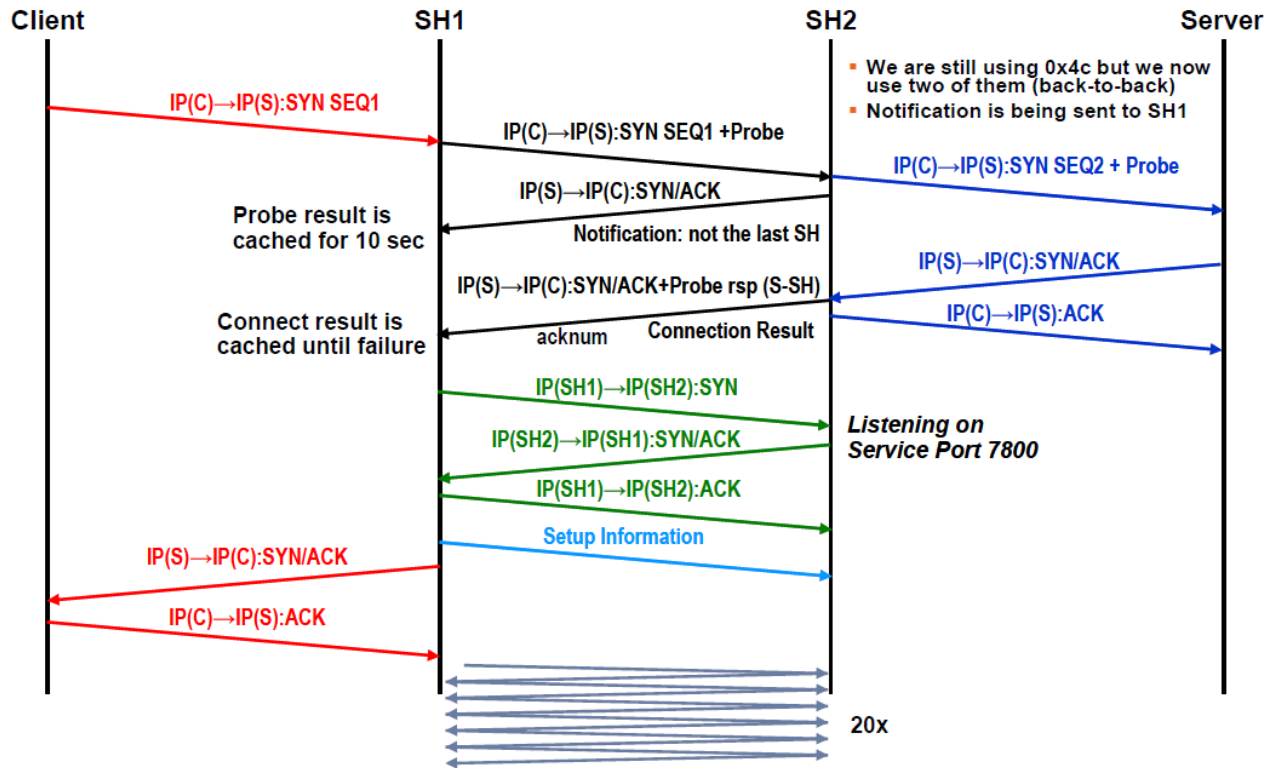 Client
SH1
SH2
Server
▪ We are still using 0x4c but we now
use two of them (back-to-back)
▪ Notification is being sent to SH1
IP(C)→IP(S):SYN SEQ1
IP(C)→IP(S):SYN SEQ1 +Probe
IP(C)→IP(S):SYN SEQ2 + Probe
IP(S)→IP(C):SYN/ACK
Probe result is
cached for 10 sec
Notification: not the last SH
IP(S)→IP(C):SYN/ACK
IP(S)→IP(C):SYN/ACK+Probe rsp (S-SH)
IP(C)→IP(S):ACK
Connect result is
cached until failure
acknum
Connection Result
IP(SH1)→IP(SH2):SYN
Listening on
Service Port 7800
IP(SH2)→IP(SH1):SYN/ACK
IP(SH1)→IP(SH2):ACK
Setup Information
IP(S)→IP(C):SYN/ACK
IP(C)→IP(S):ACK
20x